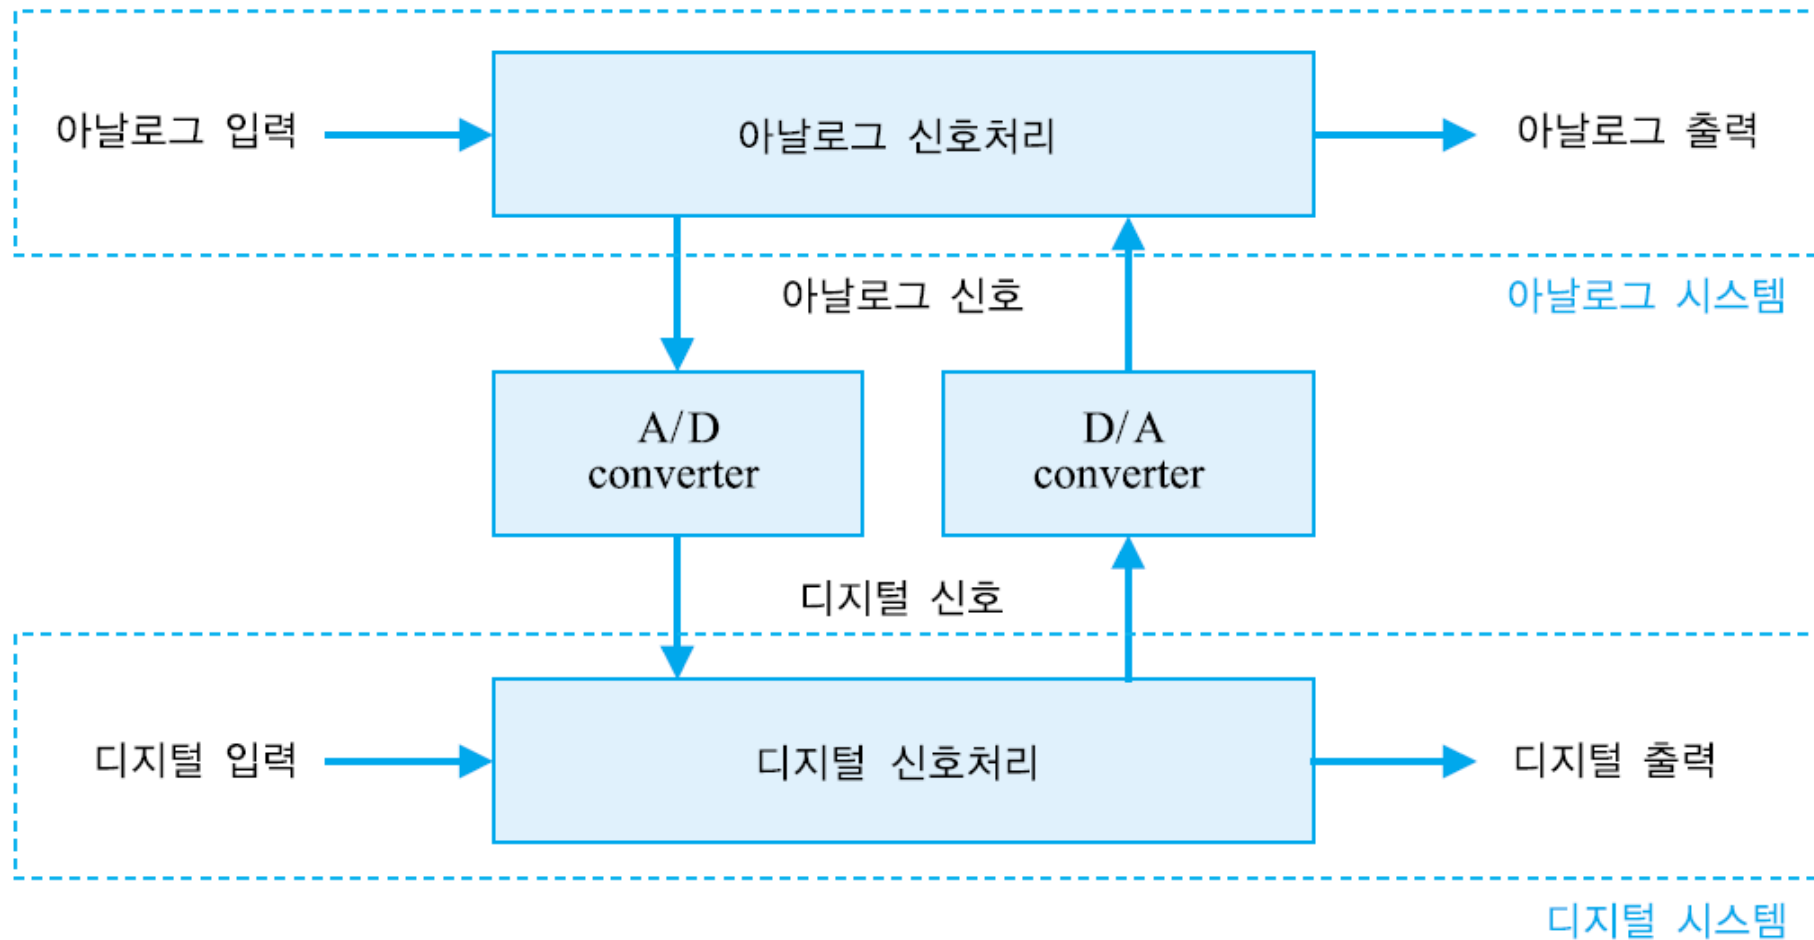 아날로그 입력
아날로그 신호처리
아날로그 출력
아날로그 신호
아날로그 시스템
A/D
converter
D/A
converter
디지털 신호
디지털 입력
디지털 신호처리
디지털 출력
디지털 시스템